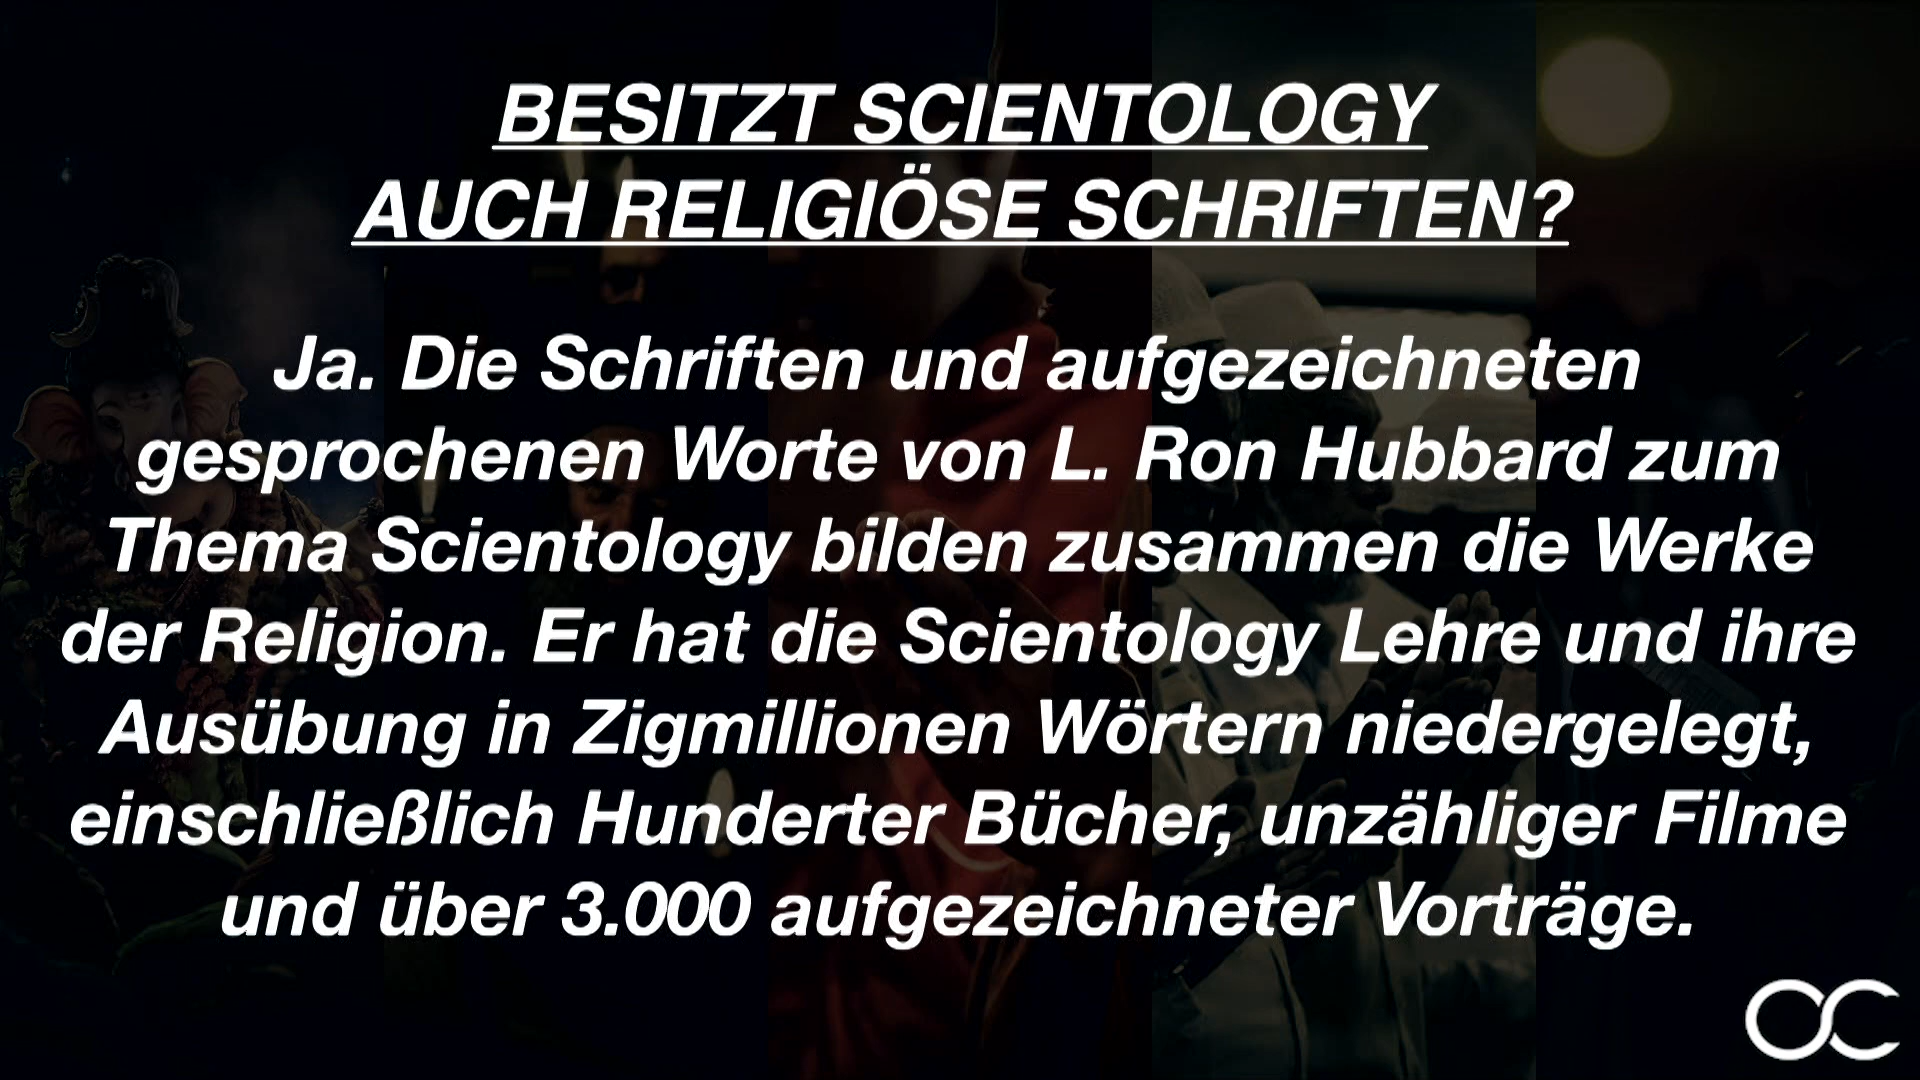 BESITZT SCIENTOLOGY
AUCH RELIGIÖSE SCHRIFTEN?
Ja. Die Schriften und aufgezeichneten
gesprochenen Worte von L. Ron Hubbard zum
Thema Scientology bilden zusammen die Werke
der Religion. Er hat die Scientology Lehre und ihre
Ausübung in Zigmillionen Wörtern niedergelegt,
einschließlich Hunderter Bücher, unzähliger Filme
und über 3.000 aufgezeichneter Vorträge.
OC